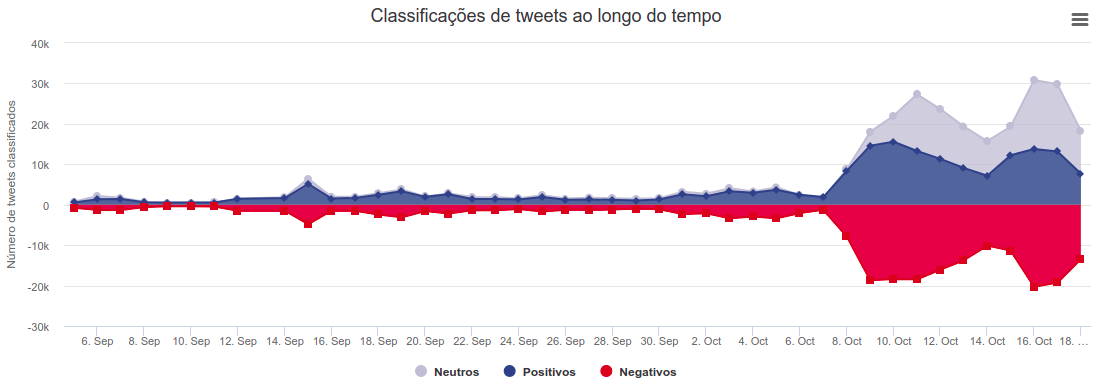 Classificações de tweets ao longo do tempo
Número de tweets classificados
40k
30k
20k
10k
0
-10k
-20k
-30k
6. Sep 8. Sep 10. Sep 12. Sep 14. Sep 16. Sep 18. Sep 20. Sep 22. Sep 24. Sep 26. Sep 28. Sep 30. Sep 2. Oct 4. Oct 6. Oct 8. Oct 10. Oct 12. Oct 14. Oct 16. Oct 18. …
Neutros Positivos Negativos